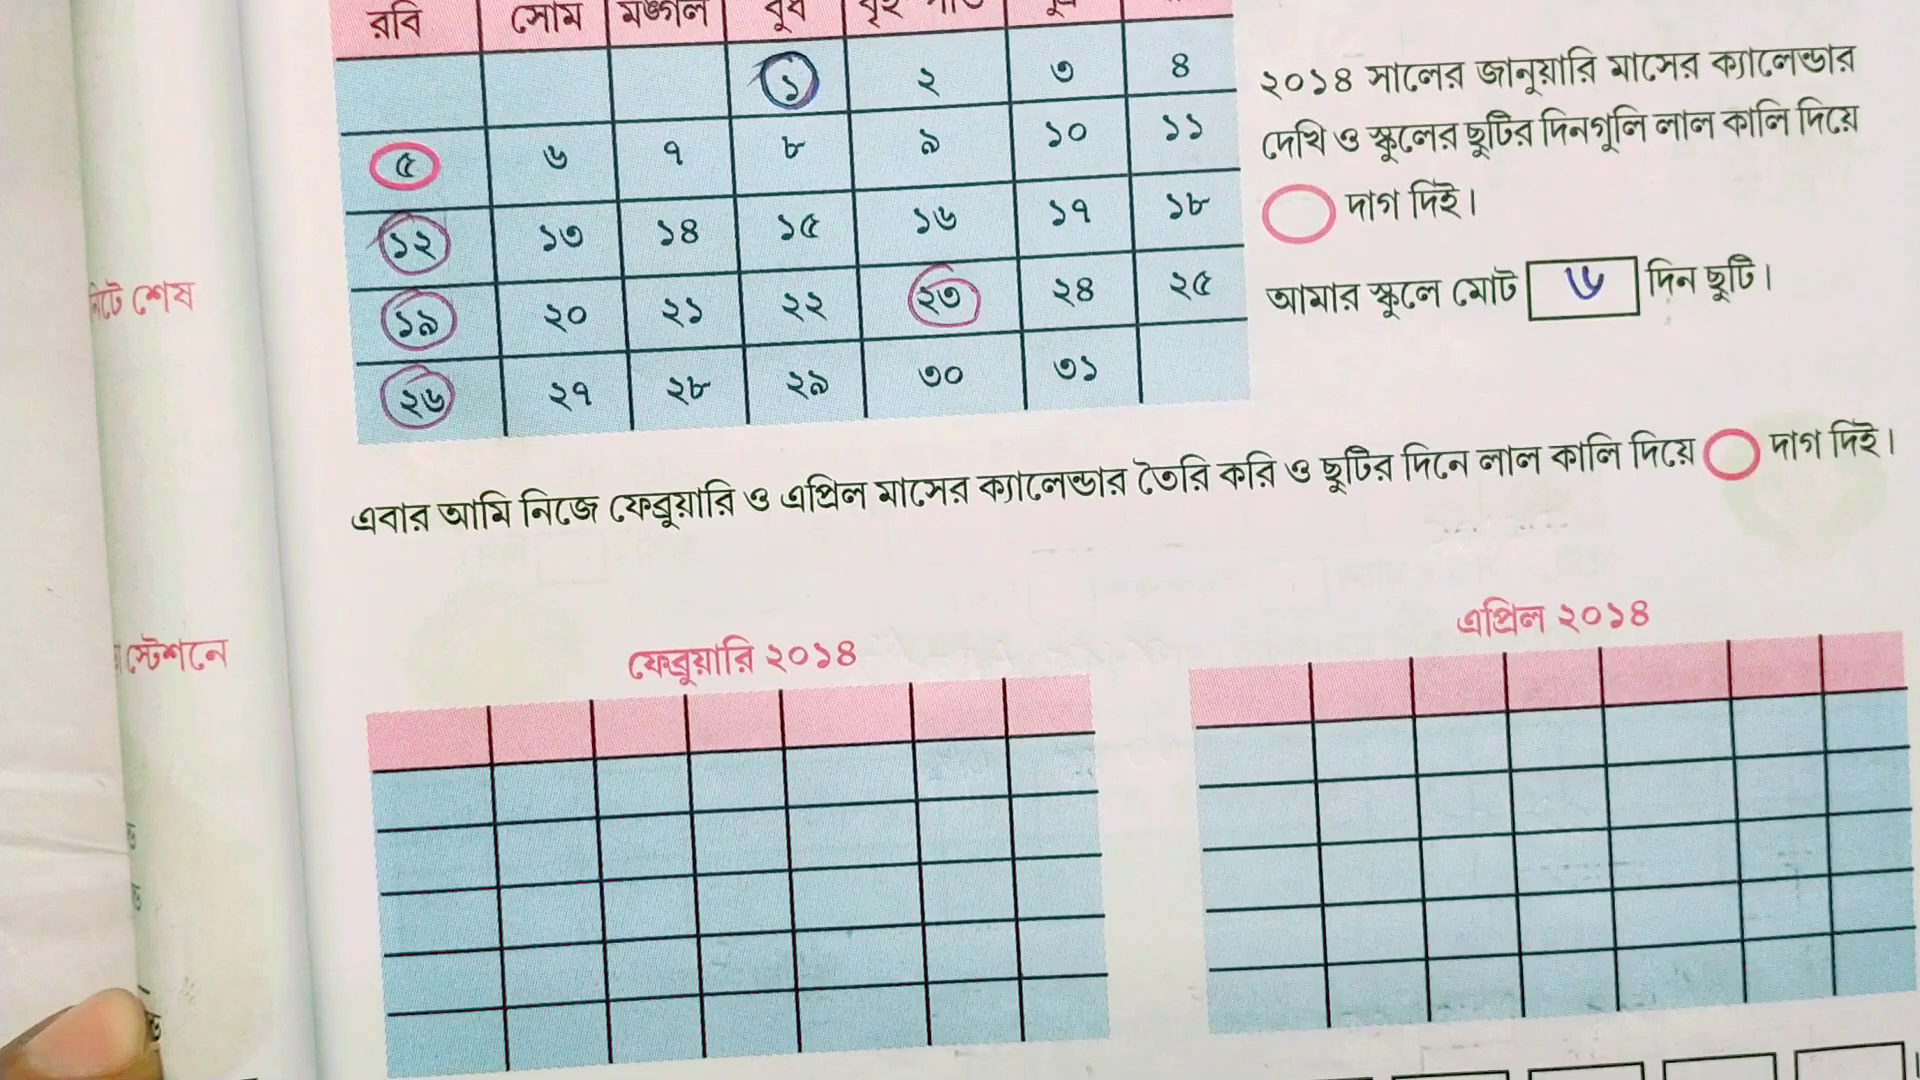 রবি সোম মঙ্গল বুধ
১ ২ ৩ ৪
৫ ৬ ৭ ৮ ৯ ১০ ১১
১২ ১৩ ১৪ ১৫ ১৬ ১৭ ১৮
১৯ ২০ ২১ ২২ ২৩ ২৪ ২৫
২৬ ২৭ ২৮ ২৯ ৩০ ৩১
২০১৪ সালের জানুয়ারি মাসের ক্যালেন্ডার
দেখি ও স্কুলের ছুটির দিনগুলি লাল কালি দিয়ে
দাগ দিই।
আমার স্কুলে মোট ৬ দিন ছুটি।
শেষ
এবার আমি নিজে ফেব্রুয়ারি ও এপ্রিল মাসের ক্যালেন্ডার তৈরি করি ও ছুটির দিনে লাল কালি দিয়ে দাগ দিই।
স্টেশনে
ফেব্রুয়ারি ২০১৪
এপ্রিল ২০১৪